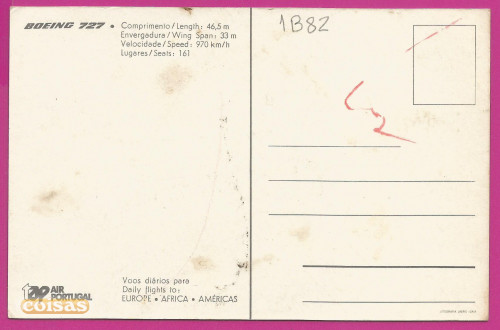 BOEING 727 • Comprimento/Length: 46,5 m
Envergadura/Wing Span: 33 m
Velocidade/Speed: 970 km/h
Lugares/Seats: 161
1B82
TAP AIR
PORTUGAL
coisas
Voos diários para
Daily flights to:
EUROPE • AFRICA • AMÉRICAS